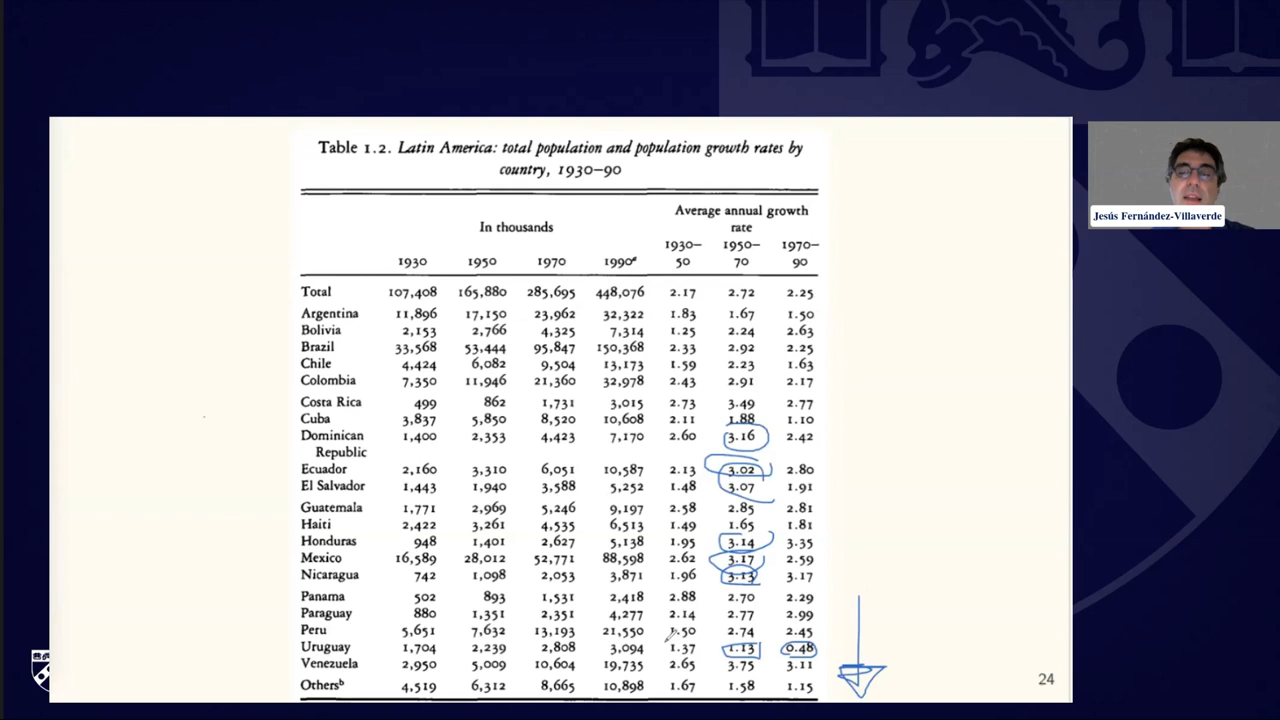 Table 1.2. Latin America: total population and population growth rates by
country, 1930–90
Average annual growth
In thousands rate
1930– 1950– 1970–
1930 1950 1970 1990ᵃ 50 70 90
Total 107,408 165,880 285,695 448,076 2.17 2.72 2.25
Argentina 11,896 17,150 23,962 32,322 1.83 1.67 1.50
Bolivia 2,153 2,766 4,325 7,314 1.25 2.24 2.63
Brazil 33,568 53,444 95,847 150,368 2.33 2.92 2.25
Chile 4,424 6,082 9,504 13,173 1.59 2.23 1.63
Colombia 7,350 11,946 21,360 32,978 2.43 2.91 2.17
Costa Rica 499 862 1,731 3,015 2.73 3.49 2.77
Cuba 3,837 5,850 8,520 10,608 2.11 1.88 1.10
Dominican 1,400 2,353 4,423 7,170 2.60 3.16 2.42
Republic
Ecuador 2,160 3,310 6,051 10,587 2.13 3.02 2.80
El Salvador 1,443 1,940 3,588 5,252 1.48 3.07 1.91
Guatemala 1,771 2,969 5,246 9,197 2.58 2.85 2.81
Haiti 2,422 3,261 4,535 6,513 1.49 1.65 1.81
Honduras 948 1,401 2,627 5,138 1.95 3.14 3.35
Mexico 16,589 28,012 52,771 88,598 2.62 3.17 2.59
Nicaragua 742 1,098 2,053 3,871 1.96 3.13 3.17
Panama 502 893 1,531 2,418 2.88 2.70 2.29
Paraguay 880 1,351 2,351 4,277 2.14 2.77 2.99
Peru 5,651 7,632 13,193 21,550 1.50 2.74 2.45
Uruguay 1,704 2,239 2,808 3,094 1.37 1.13 0.48
Venezuela 2,950 5,009 10,604 19,735 2.65 3.75 3.11
Othersᵇ 4,519 6,312 8,665 10,898 1.67 1.58 1.15
24
Jesús Fernández-Villaverde